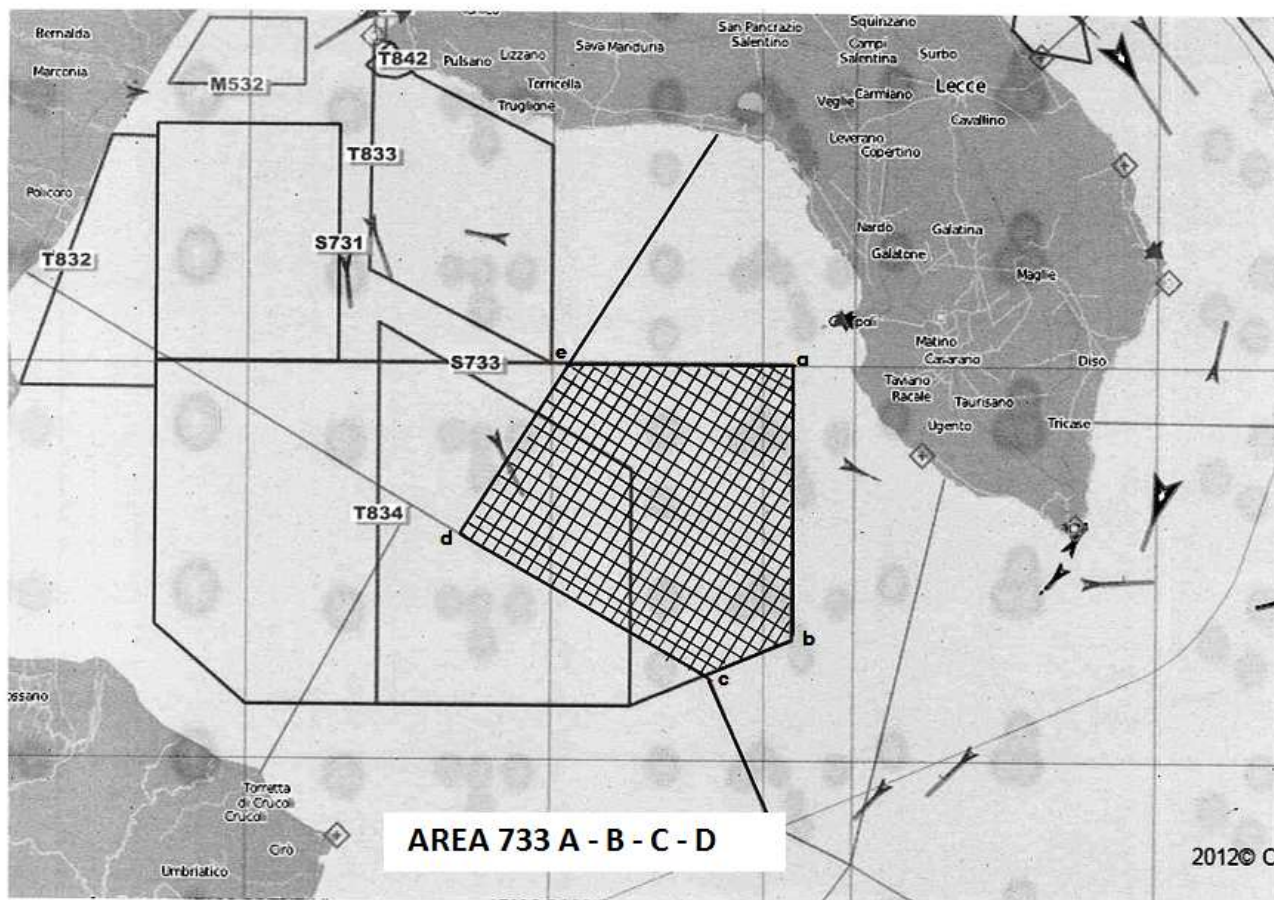 Bernalda
Marconia
M532
T842
Pulsano
Lizzano
Sava Manduria
San Pancrazio
Salentino
Squinzano
Campi
Salentina
Surbo
Torricella
Truglione
Veglie
Carmiano
Lecce
Cavallino
Leverano
Copertino
T833
Policoro
S731
T832
Nardò
Galatina
Galatone
Maglie
Matino
Casarano
Diso
Taviano
Racale
Taurisano
Ugento
Tricase
e
S733
a
T834
d
b
c
ossano
Torretta
di Crucoli
Crucoli
Cirò
Umbriatico
AREA 733 A - B - C - D
2012© C